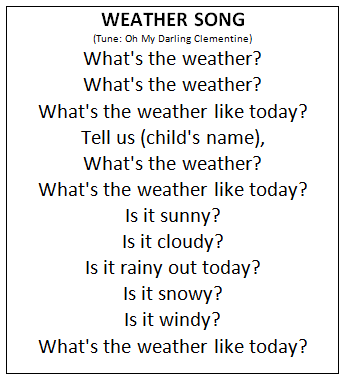 WEATHER SONG
(Tune: Oh My Darling Clementine)
What's the weather?
What's the weather?
What's the weather like today?
Tell us (child's name),
What's the weather?
What's the weather like today?
Is it sunny?
Is it cloudy?
Is it rainy out today?
Is it snowy?
Is it windy?
What's the weather like today?